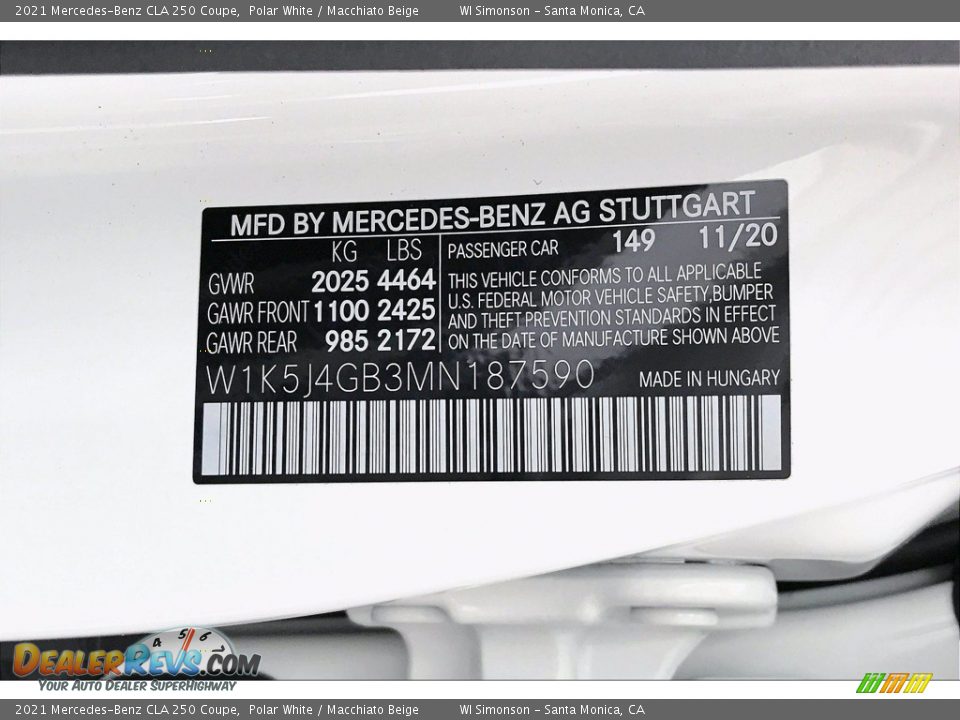 2021 Mercedes-Benz CLA 250 Coupe, Polar White / Macchiato Beige WI Simonson - Santa Monica, CA
MFD BY MERCEDES-BENZ AG STUTTGART
KG LBS
GVWR 2025 4464
GAWR FRONT 1100 2425
GAWR REAR 985 2172
PASSENGER CAR 149 11/20
THIS VEHICLE CONFORMS TO ALL APPLICABLE
U.S. FEDERAL MOTOR VEHICLE SAFETY,BUMPER
AND THEFT PREVENTION STANDARDS IN EFFECT
ON THE DATE OF MANUFACTURE SHOWN ABOVE
W1K5J4GB3MN187590 MADE IN HUNGARY
4 5 6
DEALERREVS.COM
YOUR AUTO DEALER SUPERHIGHWAY
2021 Mercedes-Benz CLA 250 Coupe, Polar White / Macchiato Beige WI Simonson - Santa Monica, CA